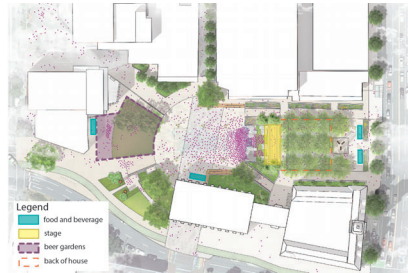 Legend
food and beverage
stage
beer gardens
back of house